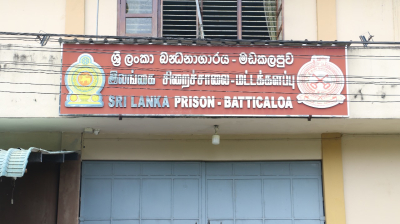 ශ්‍රී ලංකා බන්ධනාගාරය - මඩකලපුව
இலங்கை சிறைச்சாலை - மட்டக்களப்பு
SRI LANKA PRISON - BATTICALOA